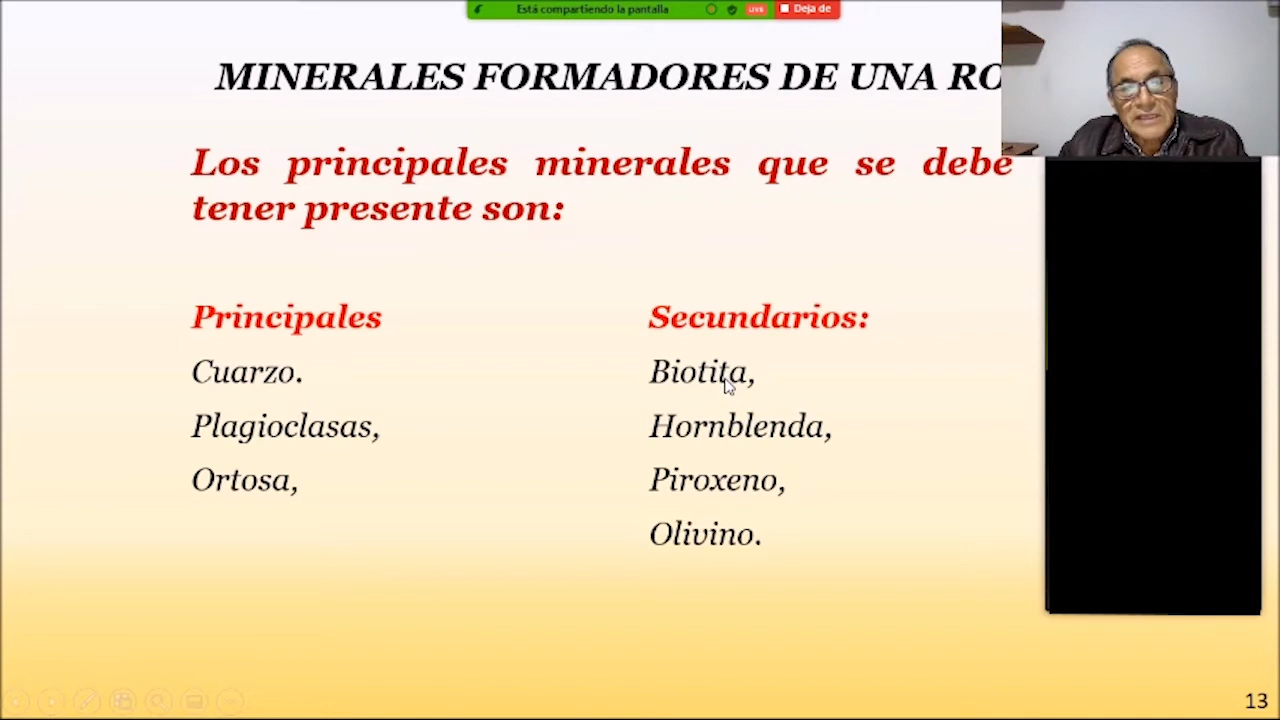 Está compartiendo la pantalla
LIVE
Deja de
MINERALES FORMADORES DE UNA RO
Los principales minerales que se debe
tener presente son:
Principales
Cuarzo.
Plagioclasas,
Ortosa,
Secundarios:
Biotita,
Hornblenda,
Piroxeno,
Olivino.
13